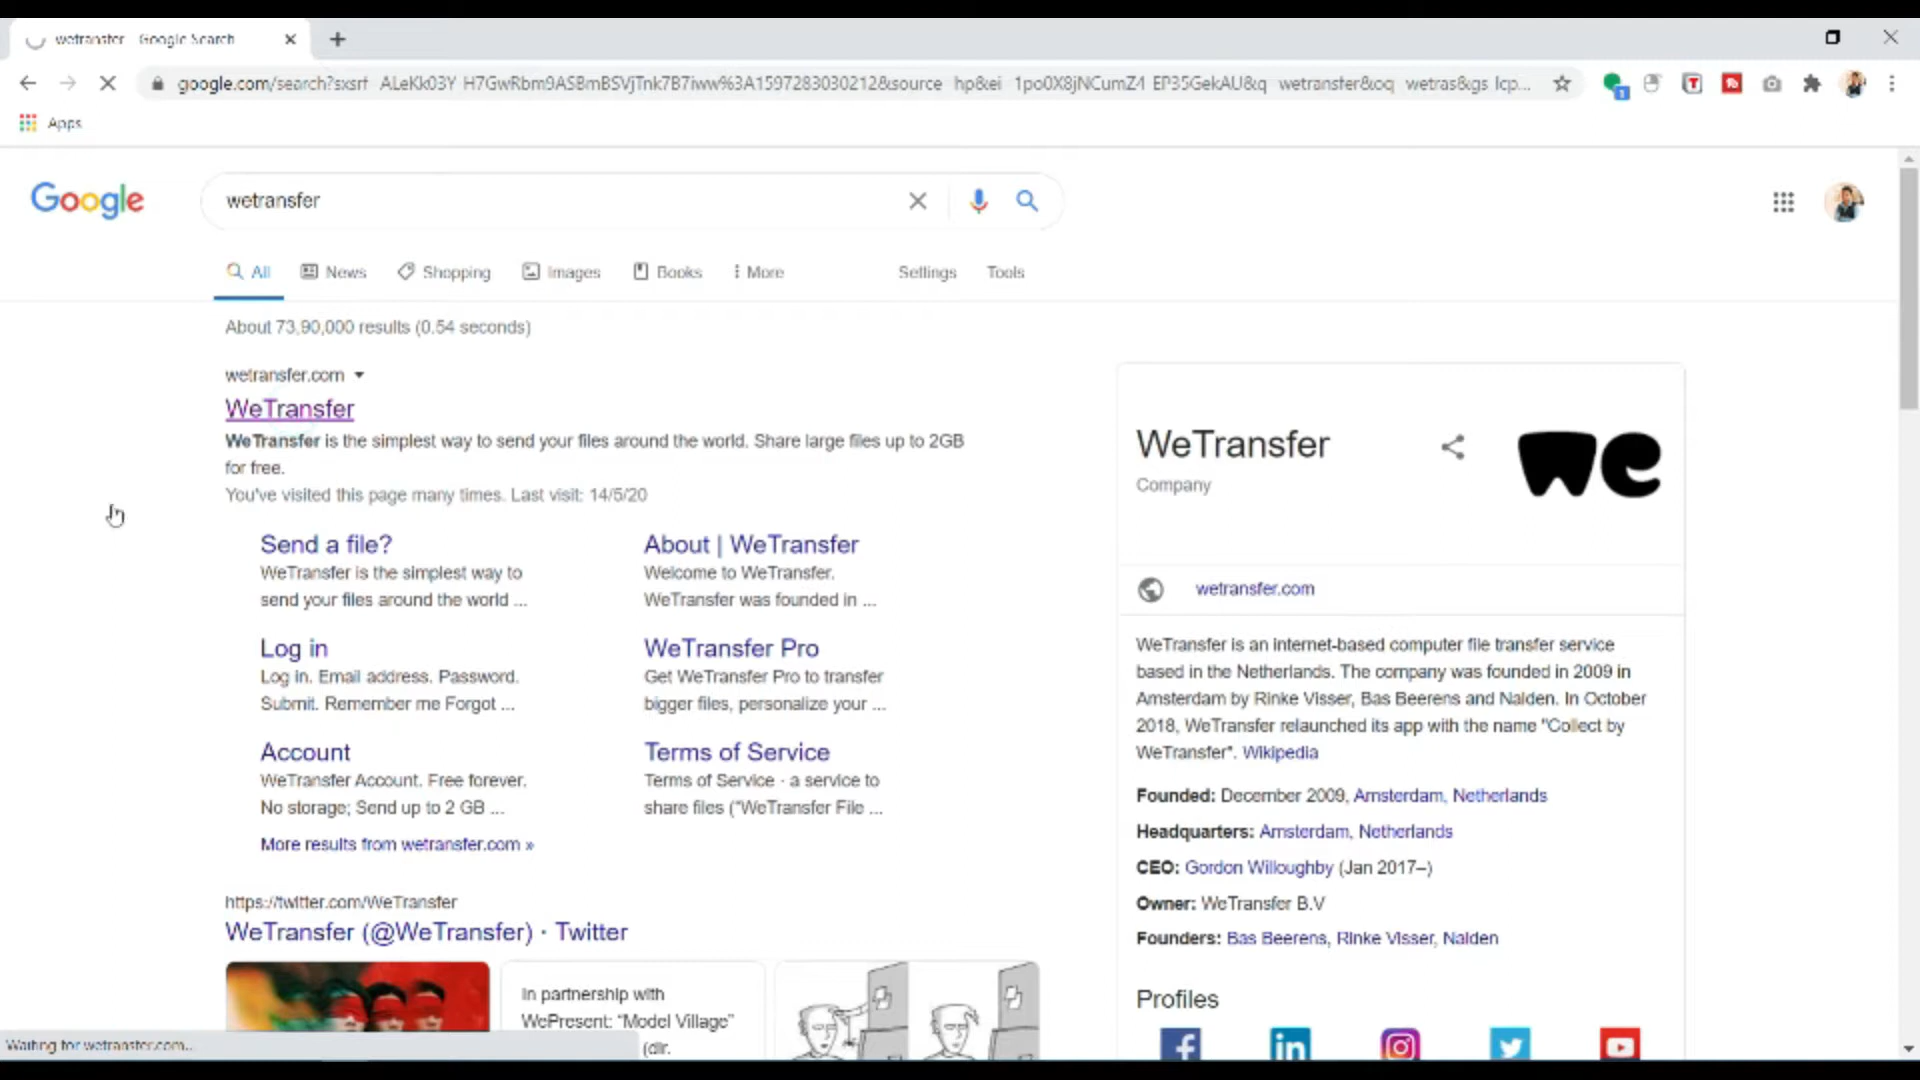 wetransfer - Google Search
google.com/search?sxsrf ALeKk03Y H7GwRbm9ASBmBSVjTnk7B7iww%3A1597283030212&source hp&ei 1po0X8jNCumZ4 EP35GekAU&q wetransfer&oq wetras&gs lcp...
Apps
Google
wetransfer
All News Shopping Images Books More Settings Tools
About 73,90,000 results (0.54 seconds)
wetransfer.com
WeTransfer
WeTransfer is the simplest way to send your files around the world. Share large files up to 2GB
for free.
You've visited this page many times. Last visit: 14/5/20
Send a file?
WeTransfer is the simplest way to
send your files around the world ...
About | WeTransfer
Welcome to WeTransfer.
WeTransfer was founded in ...
Log in
Log in. Email address. Password.
Submit. Remember me Forgot ...
WeTransfer Pro
Get WeTransfer Pro to transfer
bigger files, personalize your ...
Account
WeTransfer Account. Free forever.
No storage; Send up to 2 GB ...
Terms of Service
Terms of Service · a service to
share files ("WeTransfer File ...
More results from wetransfer.com »
https://twitter.com/WeTransfer
WeTransfer (@WeTransfer) · Twitter
In partnership with
WePresent: “Model Village”
(dir.
Waiting for wetransfer.com...
WeTransfer
Company
we
wetransfer.com
WeTransfer is an internet-based computer file transfer service
based in the Netherlands. The company was founded in 2009 in
Amsterdam by Rinke Visser, Bas Beerens and Nalden. In October
2018, WeTransfer relaunched its app with the name "Collect by
WeTransfer". Wikipedia
Founded: December 2009, Amsterdam, Netherlands
Headquarters: Amsterdam, Netherlands
CEO: Gordon Willoughby (Jan 2017–)
Owner: WeTransfer B.V
Founders: Bas Beerens, Rinke Visser, Nalden
Profiles